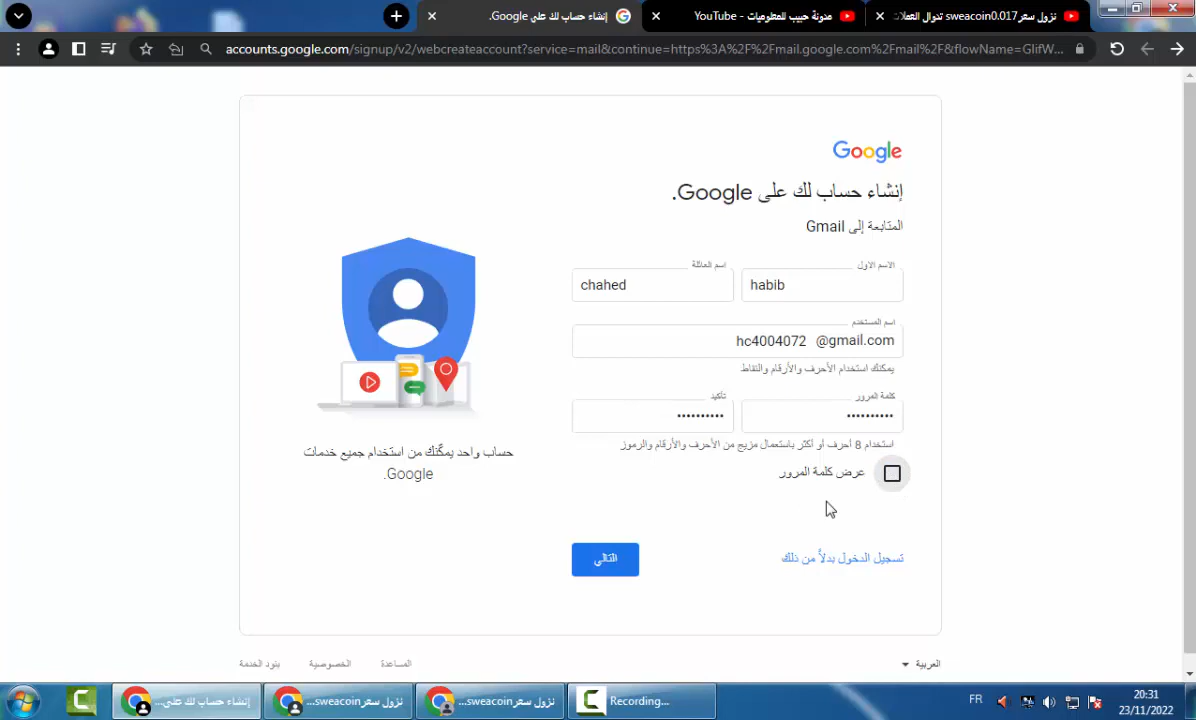 إنشاء حساب لك على Google.
مدونة حبيب للمعلوميات - YouTube
نزول سعر sweacoin0.017 تداول العملات
accounts.google.com/signup/v2/webcreateaccount?service=mail&continue=https%3A%2F%2Fmail.google.com%2Fmail%2F&flowName=GlifW...
Google
إنشاء حساب لك على Google.
المتابعة إلى Gmail
الاسم الاول
اسم العائلة
habib
chahed
اسم المستخدم
hc4004072 @gmail.com
يمكنك استخدام الأحرف والأرقام والنقاط
كلمة المرور
تأكيد
••••••••••
••••••••••
استخدام 8 أحرف أو أكثر باستعمال مزيج من الأحرف والأرقام والرموز
عرض كلمة المرور
تسجيل الدخول بدلاً من ذلك
التالي
حساب واحد يمكّنك من استخدام جميع خدمات
Google.
العربية
المساعدة
الخصوصية
بنود الخدمة
إنشاء حساب لك على...
نزول سعر sweacoin...
نزول سعر sweacoin...
Recording...
FR
20:31
23/11/2022